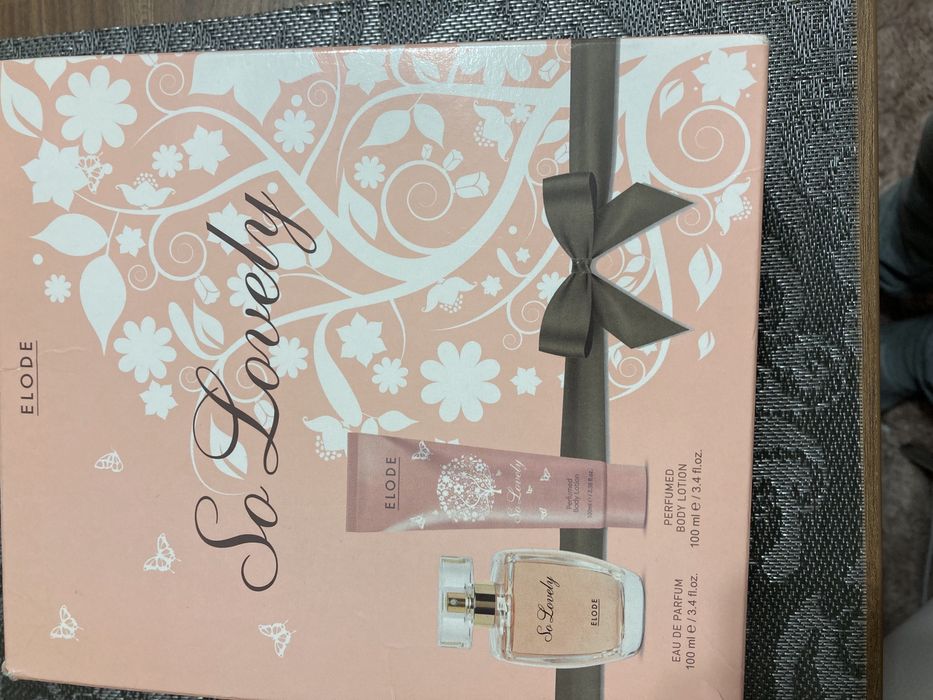 ELODE
So Lovely
ELODE
So Lovely
Perfumed
Body Lotion
So Lovely
ELODE
EAU DE PARFUM
100 ml ℮ / 3.4 fl.oz.
PERFUMED
BODY LOTION
100 ml ℮ / 3.4 fl.oz.